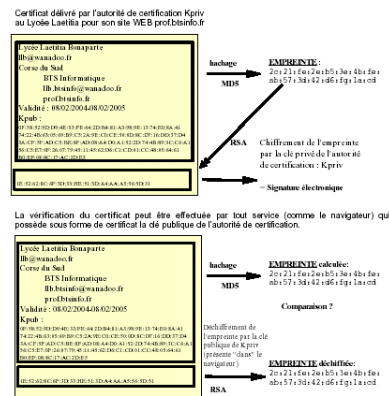 Certificat délivré par l'autorité de certification Kpriv
au Lycée Laetitia pour son site WEB prof.btsinfo.fr
Lycée Laetitia Bonaparte
llb@wanadoo.fr
Corse du Sud
BTS Informatique
llb.btsinfo@wanadoo.fr
prof.btsinfo.fr
Validité : 08/02/2004-08/02/2005
Kpub :
hachage
MD5
EMPREINTE :
2c:21:fe:2e:b5:3e:4b:fe:
ab:57:3d:42:d6:fg:1a:cd
RSA
Chiffrement de l'empreinte
par la clé privé de l'autorité
de certification : Kpriv
= Signature électronique
La vérification du certificat peut être effectuée par tout service (comme le navigateur) qui
possède sous forme de certificat la clé publique de l'autorité de certification.
Lycée Laetitia Bonaparte
llb@wanadoo.fr
Corse du Sud
BTS Informatique
llb.btsinfo@wanadoo.fr
prof.btsinfo.fr
Validité : 08/02/2004-08/02/2005
Kpub :
hachage
MD5
EMPREINTE calculée:
2c:21:fe:2e:b5:3e:4b:fe:
ab:57:3d:42:d6:fg:1a:cd
Comparaison ?
Déchiffrement de
l'empreinte par la clé
publique de Kpriv
(présente "dans" le
navigateur)
RSA
EMPREINTE déchiffrée:
2c:21:fe:2e:b5:3e:4b:fe:
ab:57:3d:42:d6:fg:1a:cd